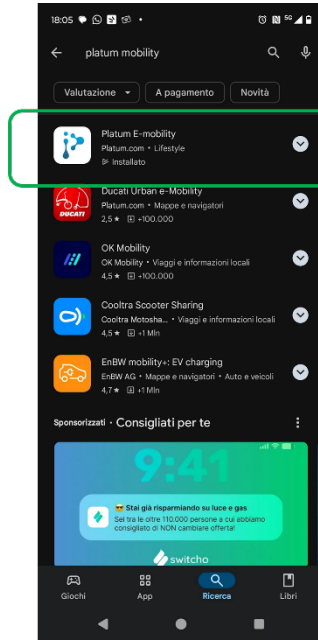 18:05
5G
platum mobility
Valutazione
A pagamento
Novità
Platum E-mobility
Platum.com • Lifestyle
Installato
Ducati Urban e-Mobility
Platum.com • Mappe e navigatori
2,5 ★ +100.000
DUCATI
OK Mobility
OK Mobility • Viaggi e informazioni locali
4,5 ★ +100.000
Cooltra Scooter Sharing
Cooltra Motosha... • Viaggi e informazioni locali
4,5 ★ +1 Mln
EnBW mobility+: EV charging
EnBW AG • Mappe e navigatori • Auto e veicoli
4,7 ★ +1 Mln
Sponsorizzati • Consigliati per te
9:41
😎 Stai già risparmiando su luce e gas
Sei tra le oltre 110.000 persone a cui abbiamo
consigliato di NON cambiare offerta!
switcho
Giochi
App
Ricerca
Libri